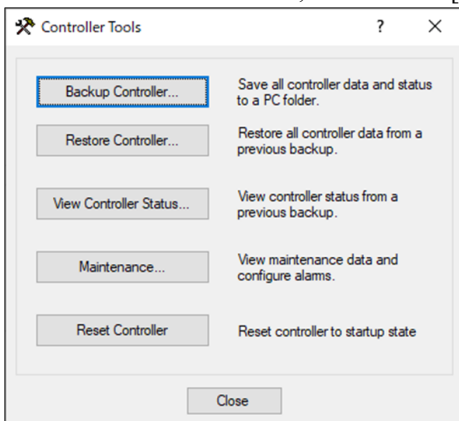 Controller Tools ?
Backup Controller... Save all controller data and status
to a PC folder.
Restore Controller... Restore all controller data from a
previous backup.
View Controller Status... View controller status from a
previous backup.
Maintenance... View maintenance data and
configure alarms.
Reset Controller Reset controller to startup state
Close